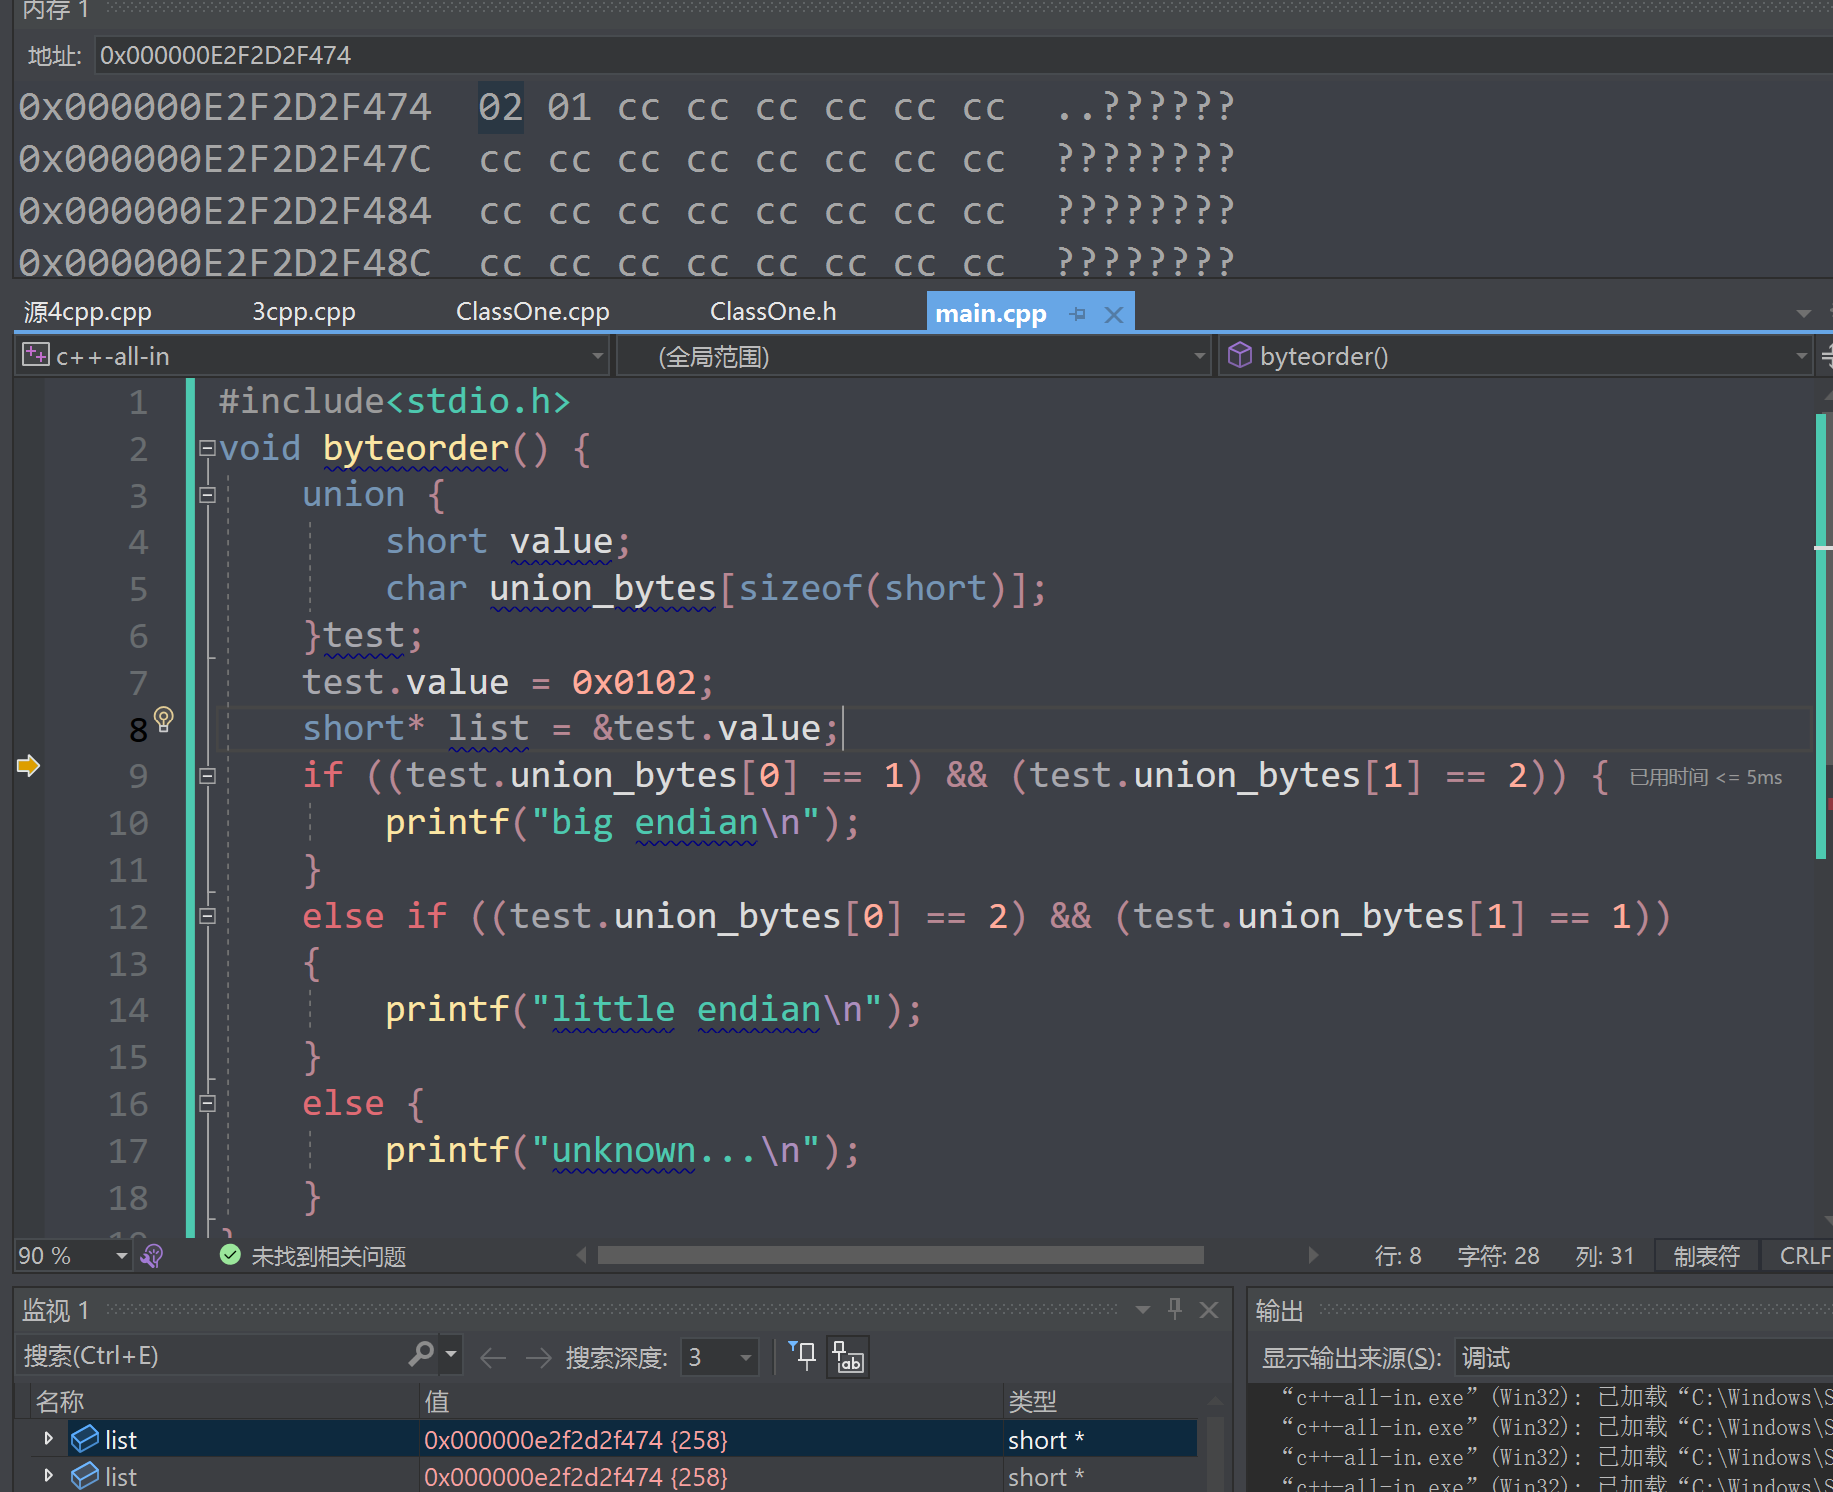 内存 1
地址: 0x000000E2F2D2F474
0x000000E2F2D2F474 02 01 cc cc cc cc cc cc ..??????
0x000000E2F2D2F47C cc cc cc cc cc cc cc cc ????????
0x000000E2F2D2F484 cc cc cc cc cc cc cc cc ????????
0x000000E2F2D2F48C cc cc cc cc cc cc cc cc ????????
源4cpp.cpp 3cpp.cpp ClassOne.cpp ClassOne.h main.cpp
c++-all-in (全局范围) byteorder()
1 #include<stdio.h>
2 void byteorder() {
3 union {
4 short value;
5 char union_bytes[sizeof(short)];
6 }test;
7 test.value = 0x0102;
8 short* list = &test.value;
9 if ((test.union_bytes[0] == 1) && (test.union_bytes[1] == 2)) { 已用时间 <= 5ms
10 printf("big endian\n");
11 }
12 else if ((test.union_bytes[0] == 2) && (test.union_bytes[1] == 1))
13 {
14 printf("little endian\n");
15 }
16 else {
17 printf("unknown...\n");
18 }
90 % 未找到相关问题 行: 8 字符: 28 列: 31 制表符 CRLF
监视 1
搜索(Ctrl+E) 搜索深度: 3
名称 值 类型
list 0x000000e2f2d2f474 {258} short *
list 0x000000e2f2d2f474 {258} short *
输出
显示输出来源(S): 调试
“c++-all-in.exe”(Win32): 已加载“C:\Windows\S
“c++-all-in.exe”(Win32): 已加载“C:\Windows\S
“c++-all-in.exe”(Win32): 已加载“C:\Windows\S
“c++-all-in.exe”(Win32): 已加载“C:\Windows\S